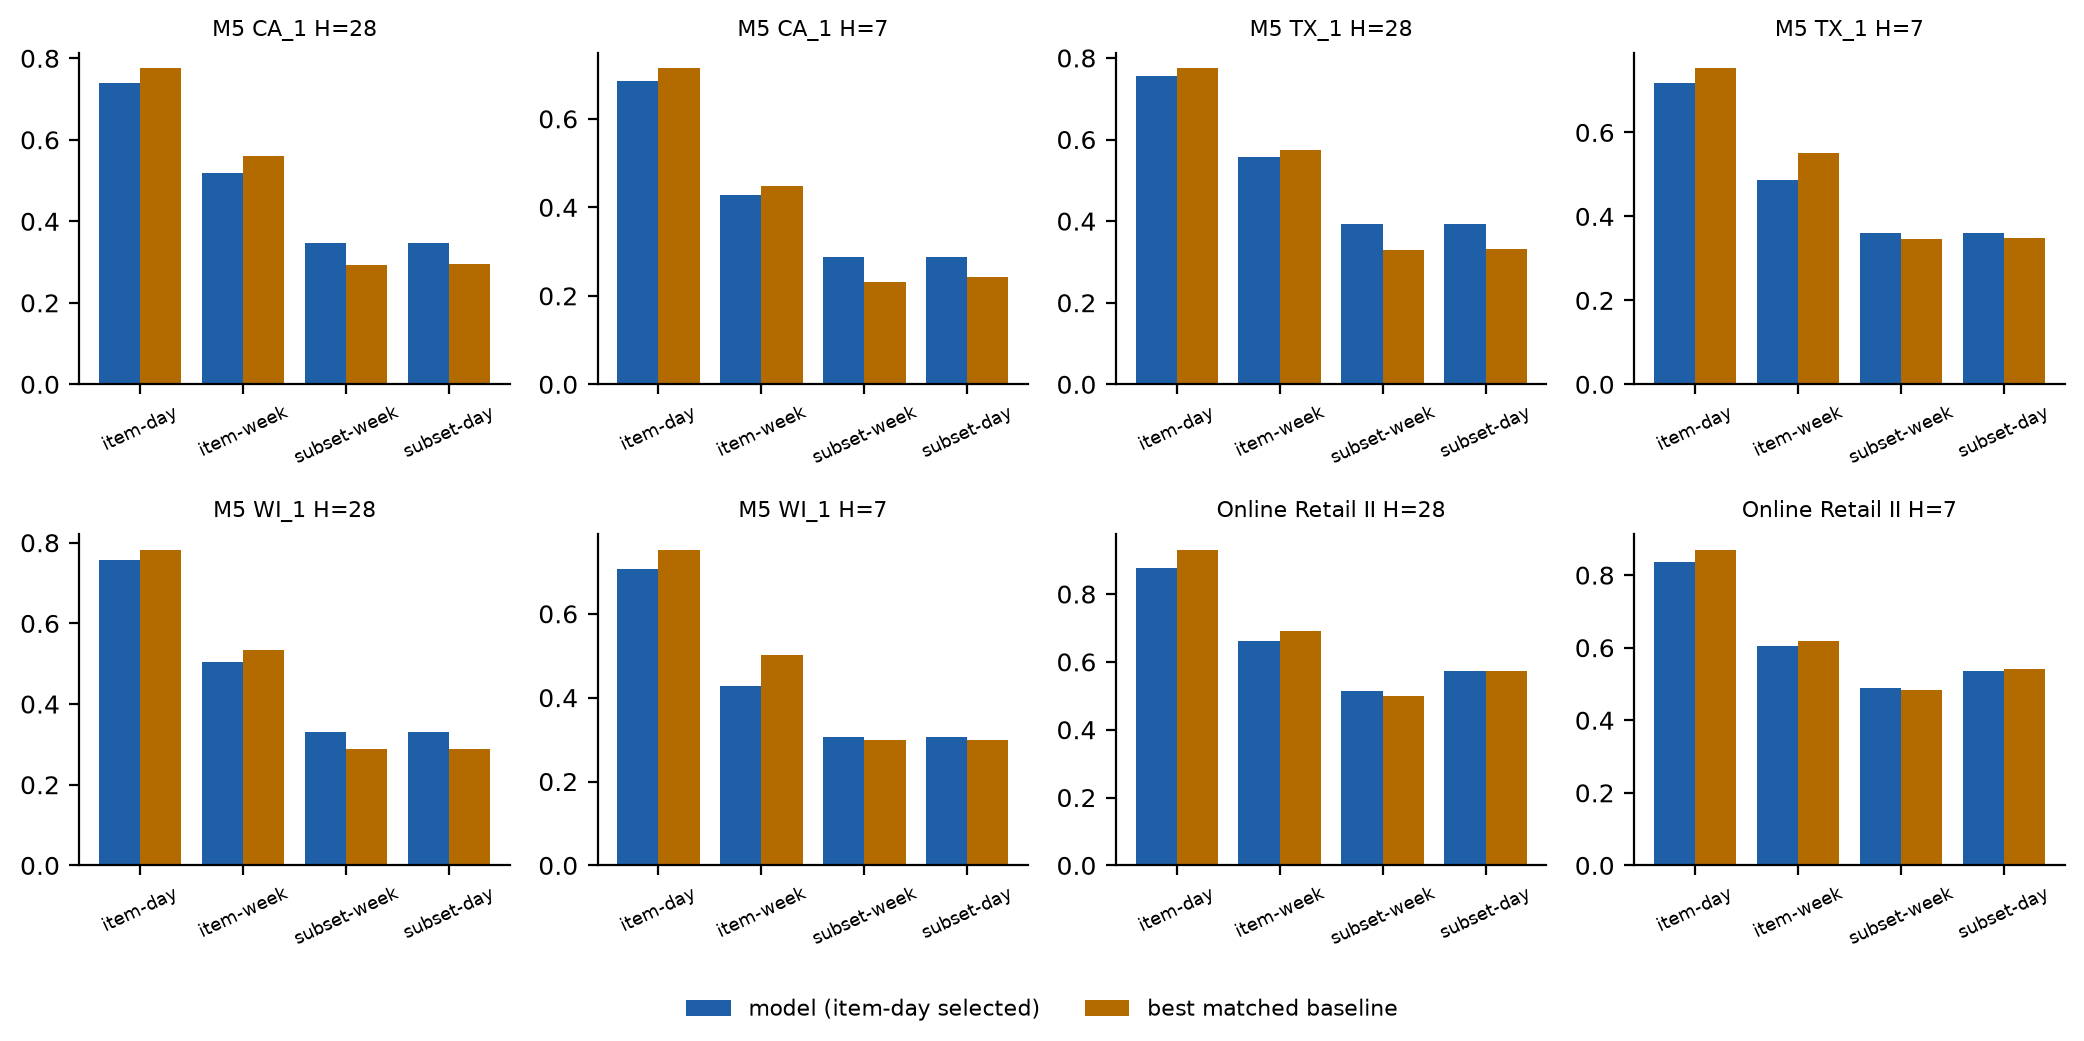 M5 CA_1 H=28
0.8
0.6
0.4
0.2
0.0
item-day
item-week
subset-week
subset-day
M5 CA_1 H=7
0.6
0.4
0.2
0.0
item-day
item-week
subset-week
subset-day
M5 TX_1 H=28
0.8
0.6
0.4
0.2
0.0
item-day
item-week
subset-week
subset-day
M5 TX_1 H=7
0.6
0.4
0.2
0.0
item-day
item-week
subset-week
subset-day
M5 WI_1 H=28
0.8
0.6
0.4
0.2
0.0
item-day
item-week
subset-week
subset-day
M5 WI_1 H=7
0.6
0.4
0.2
0.0
item-day
item-week
subset-week
subset-day
Online Retail II H=28
0.8
0.6
0.4
0.2
0.0
item-day
item-week
subset-week
subset-day
Online Retail II H=7
0.8
0.6
0.4
0.2
0.0
item-day
item-week
subset-week
subset-day
model (item-day selected)
best matched baseline